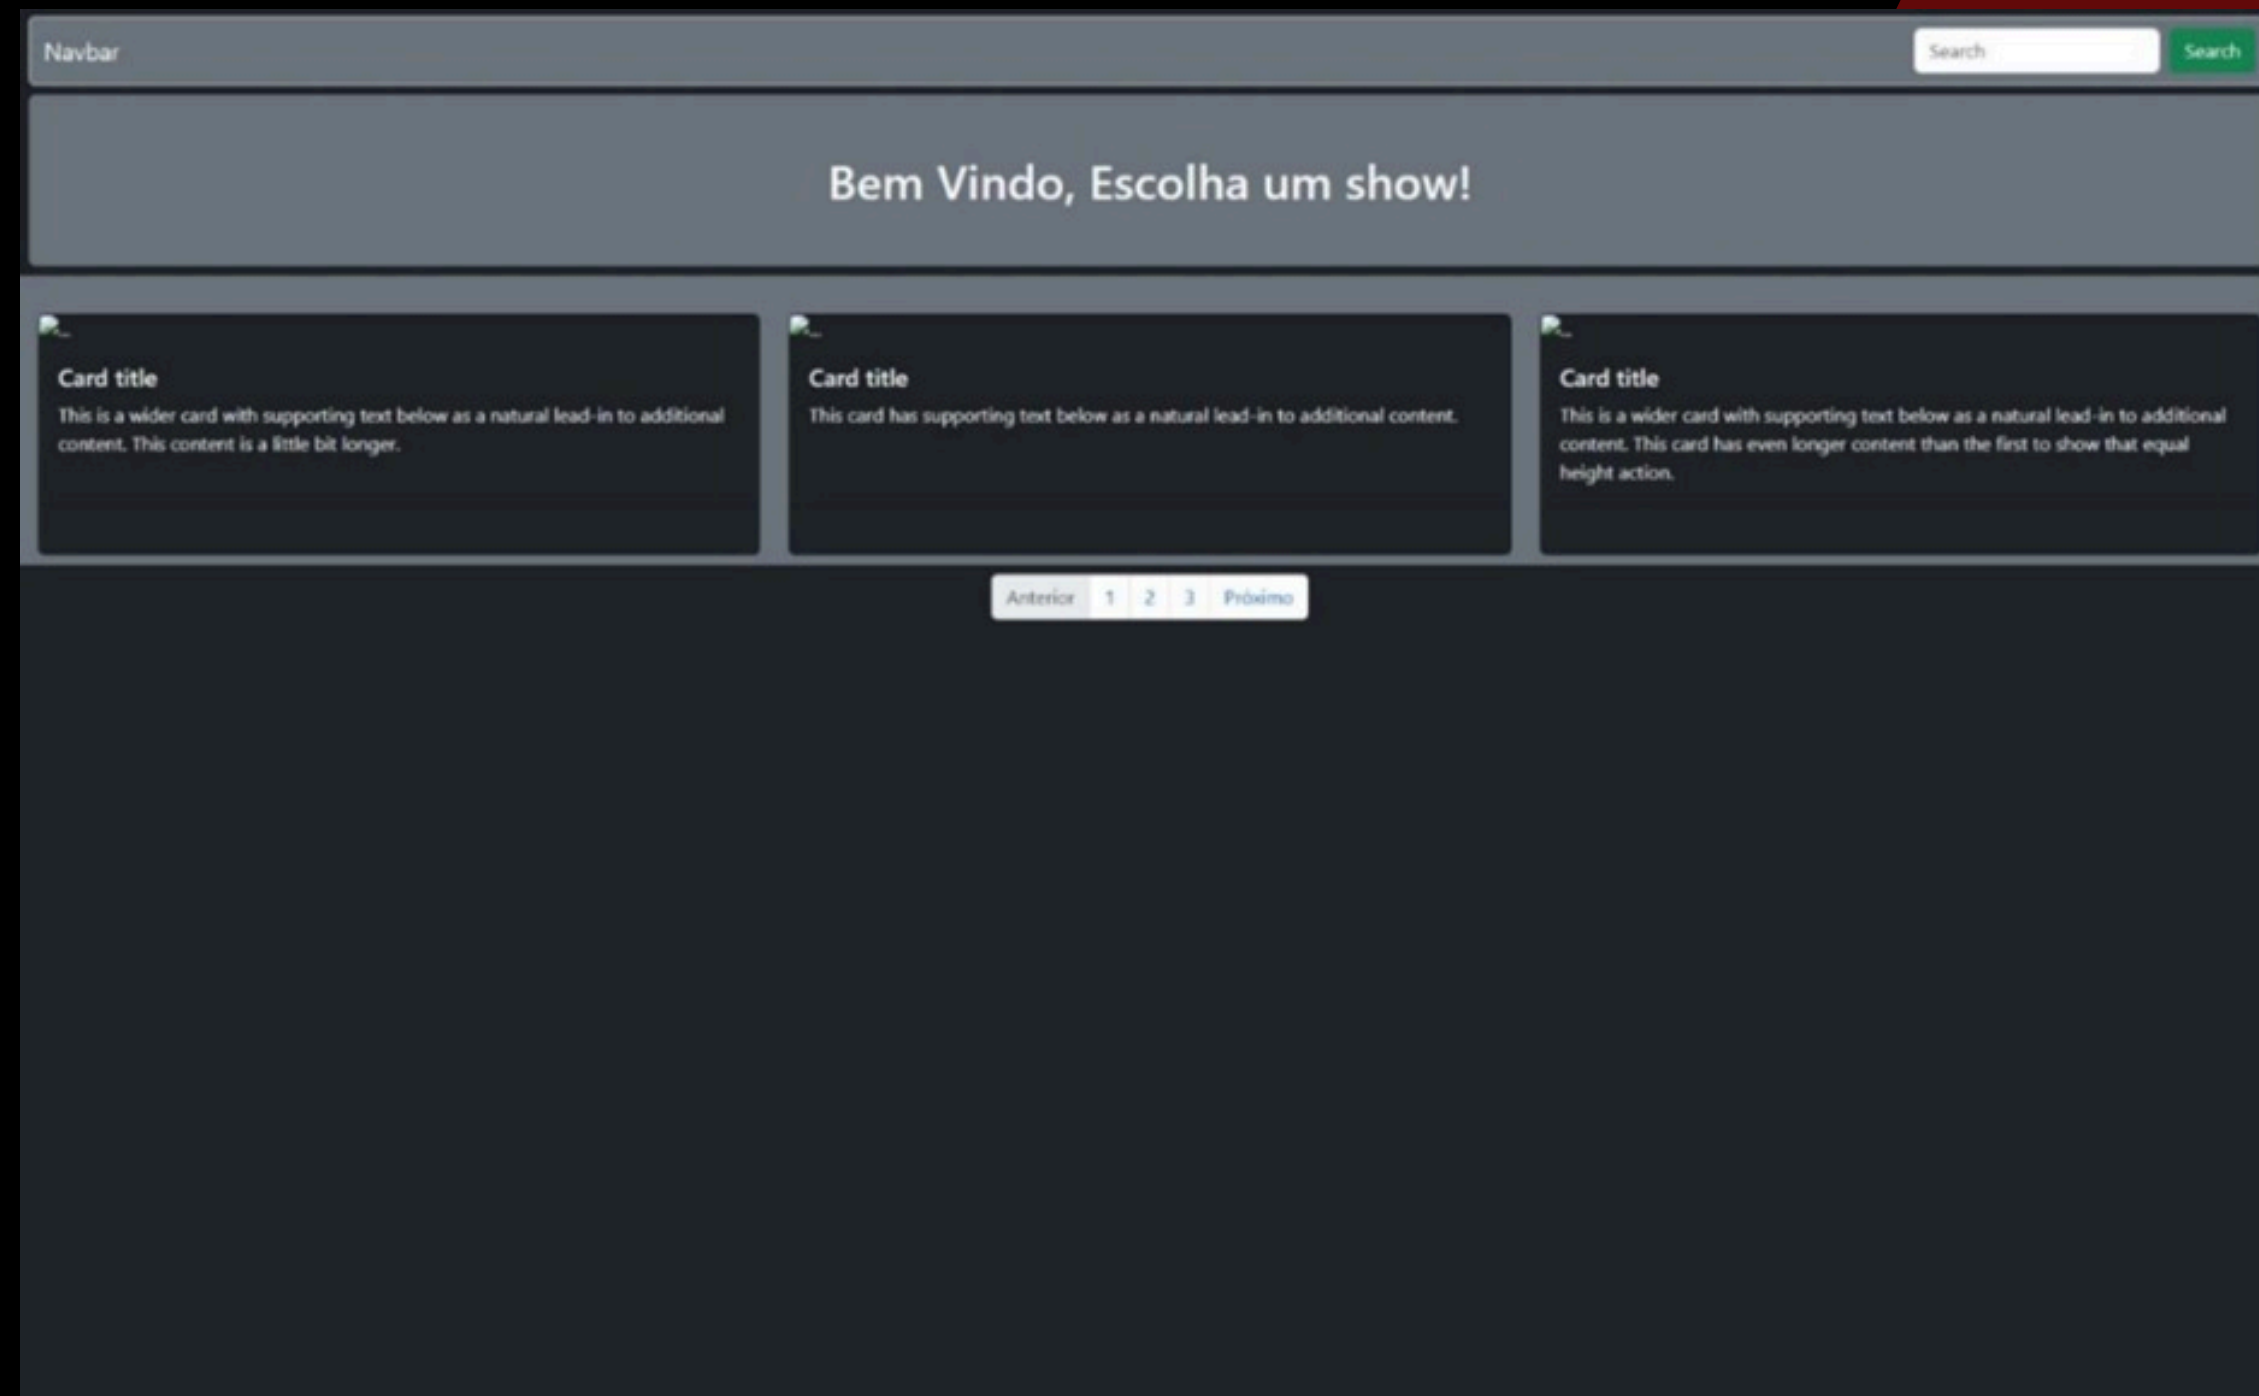 Navbar
Search
Search
Bem Vindo, Escolha um show!
Card title
This is a wider card with supporting text below as a natural lead-in to additional
content. This content is a little bit longer.
Card title
This card has supporting text below as a natural lead-in to additional content.
Card title
This is a wider card with supporting text below as a natural lead-in to additional
content. This card has even longer content than the first to show that equal
height action.
Anterior 1 2 3 Próximo